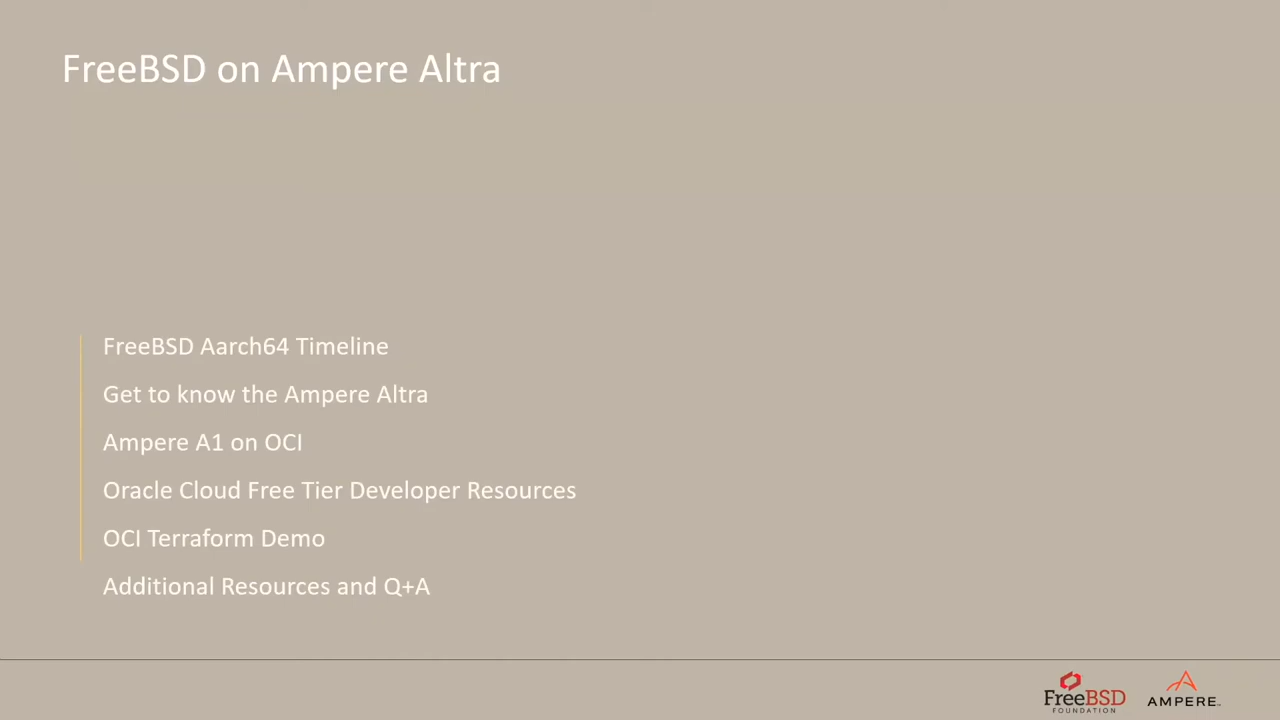 FreeBSD on Ampere Altra
FreeBSD Aarch64 Timeline
Get to know the Ampere Altra
Ampere A1 on OCI
Oracle Cloud Free Tier Developer Resources
OCI Terraform Demo
Additional Resources and Q+A
FreeBSD
FOUNDATION
AMPERE™